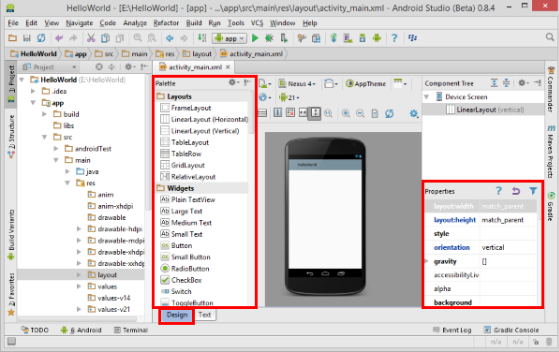 HelloWorld - [E:\HelloWorld] - [app] - ...\app\src\main\res\layout\activity_main.xml - Android Studio (Beta) 0.8.4
File Edit View Navigate Code Analyze Refactor Build Run Tools VCS Window Help
app
HelloWorld app src main res layout activity_main.xml
Project
activity_main.xml
1: Project
7: Structure
Build Variants
2: Favorites
HelloWorld (E:\HelloWorld)
.idea
app
build
libs
src
androidTest
main
java
res
anim
anim-xhdpi
drawable
drawable-hdpi
drawable-mdpi
drawable-xhdpi
drawable-xxhdpi
layout
values
values-v14
values-v21
Palette
Layouts
FrameLayout
LinearLayout (Horizontal)
LinearLayout (Vertical)
TableLayout
TableRow
GridLayout
RelativeLayout
Widgets
Plain TextView
Large Text
Medium Text
Small Text
Button
Small Button
RadioButton
CheckBox
Switch
ToggleButton
Design Text
Nexus 4
AppTheme
21
HelloWorld
Component Tree
Device Screen
LinearLayout (vertical)
Properties
layout:width match_parent
layout:height match_parent
style
orientation vertical
gravity []
accessibilityLiv
alpha
background
Commander
Maven Projects
Gradle
TODO 6: Android Terminal
Event Log Gradle Console
n/a n/a